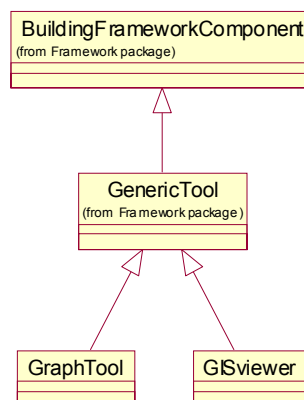 BuildingFrameworkComponent
(from Framework package)
GenericTool
(from Framework package)
GraphTool
GISviewer